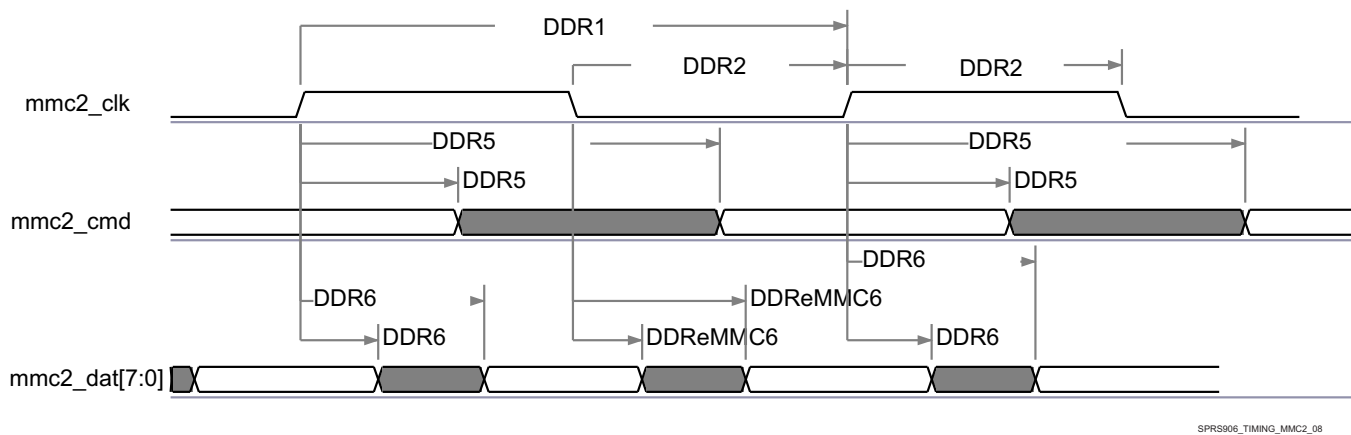 DDR1
DDR2 DDR2
mmc2_clk
DDR5 DDR5
DDR5 DDR5
mmc2_cmd
DDR6
DDR6 DDReMMC6
DDR6 DDReMMC6 DDR6
mmc2_dat[7:0]
SPRS906_TIMING_MMC2_08